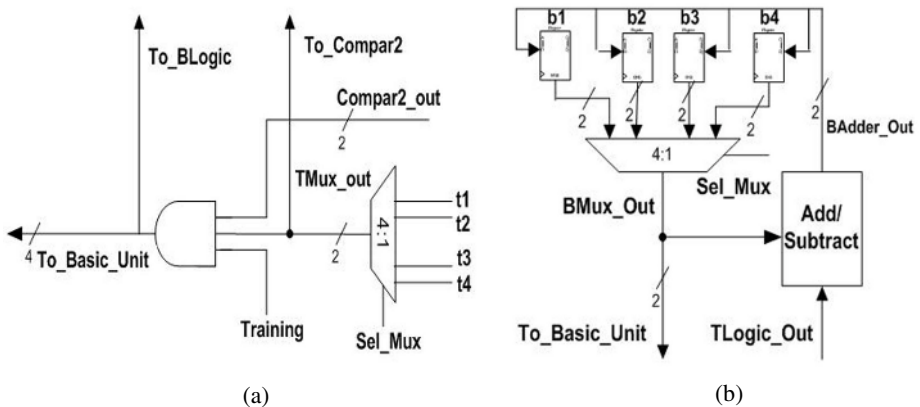 To_BLogic
To_Compar2
Compar2_out
2
TMux_out
t1
t2
4:1
t3
t4
2
4
To_Basic_Unit
Training
Sel_Mux
(a)
b1 b2 b3 b4
2 2 2 2
2
BAdder_Out
4:1
Sel_Mux
BMux_Out
Add/
Subtract
2
To_Basic_Unit
TLogic_Out
(b)